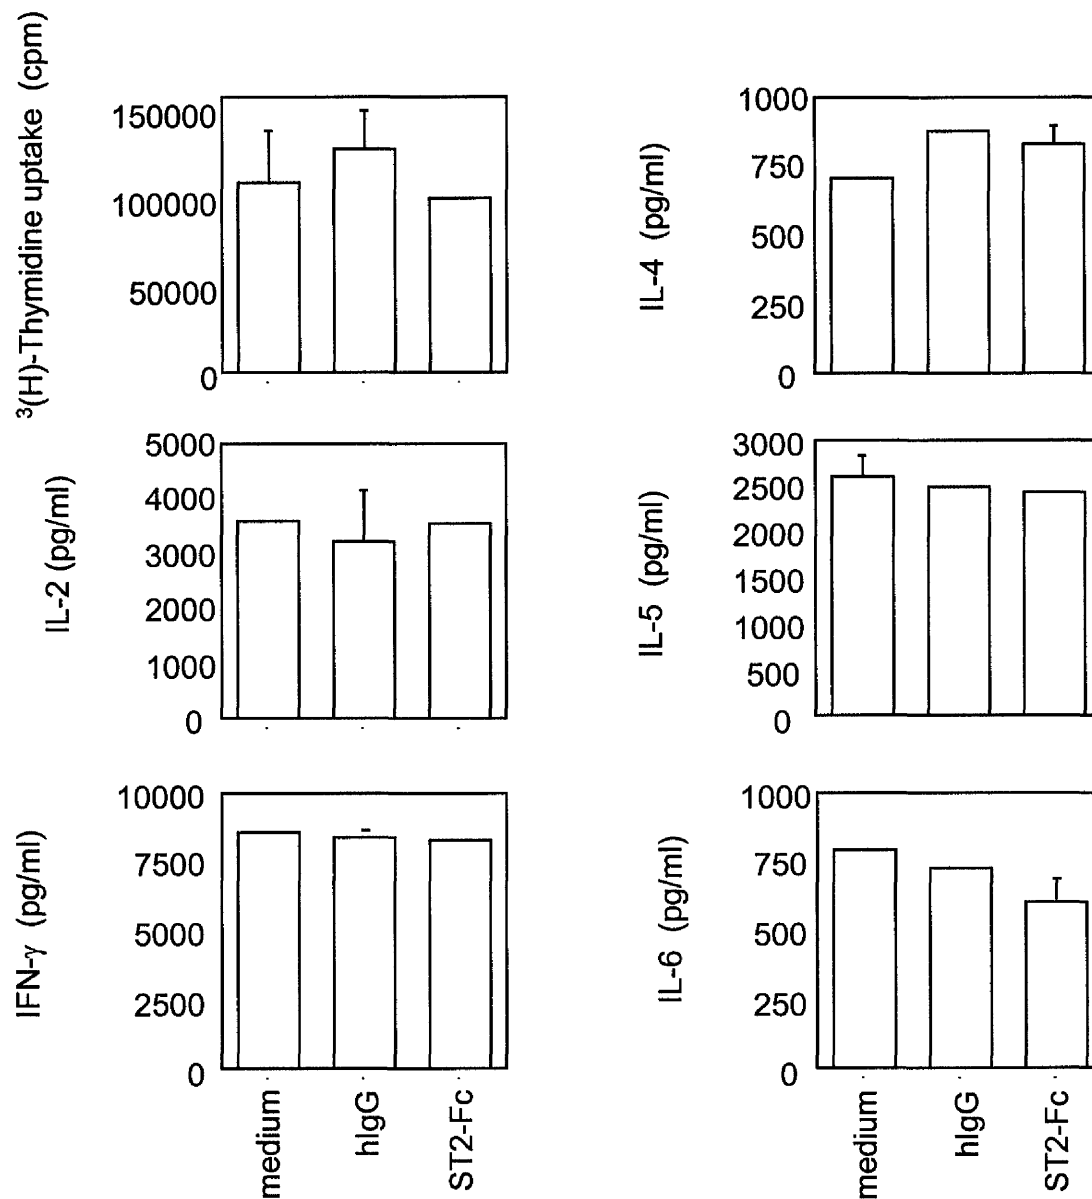 ³(H)-Thymidine uptake (cpm)
150000
100000
50000
0
IL-4 (pg/ml)
1000
750
500
250
0
IL-2 (pg/ml)
5000
4000
3000
2000
1000
0
IL-5 (pg/ml)
3000
2500
2000
1500
1000
500
0
IFN-γ (pg/ml)
10000
7500
5000
2500
0
medium
hIgG
ST2-Fc
IL-6 (pg/ml)
1000
750
500
250
0
medium
hIgG
ST2-Fc